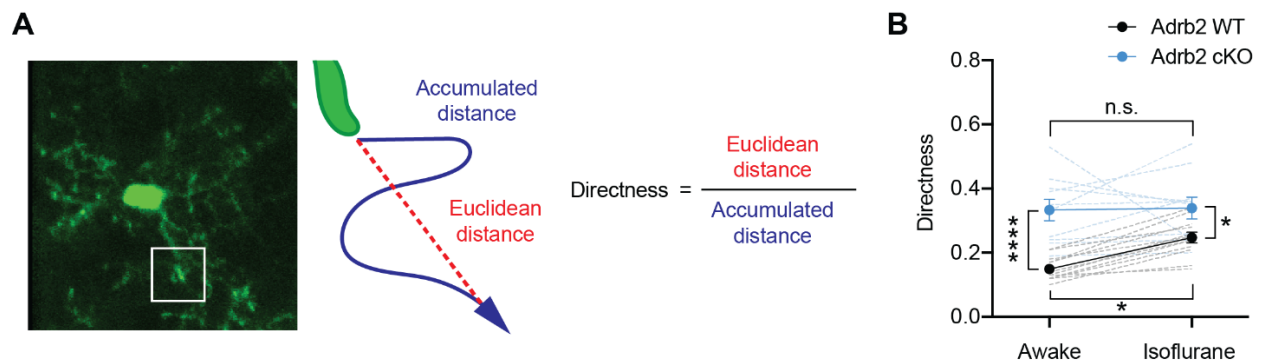 A
Accumulated
distance
Euclidean
distance
Directness =
Euclidean
distance
Accumulated
distance
B
Adrb2 WT
Adrb2 cKO
Directness
0.8
0.6
0.4
0.2
0.0
n.s.
****
*
*
Awake
Isoflurane